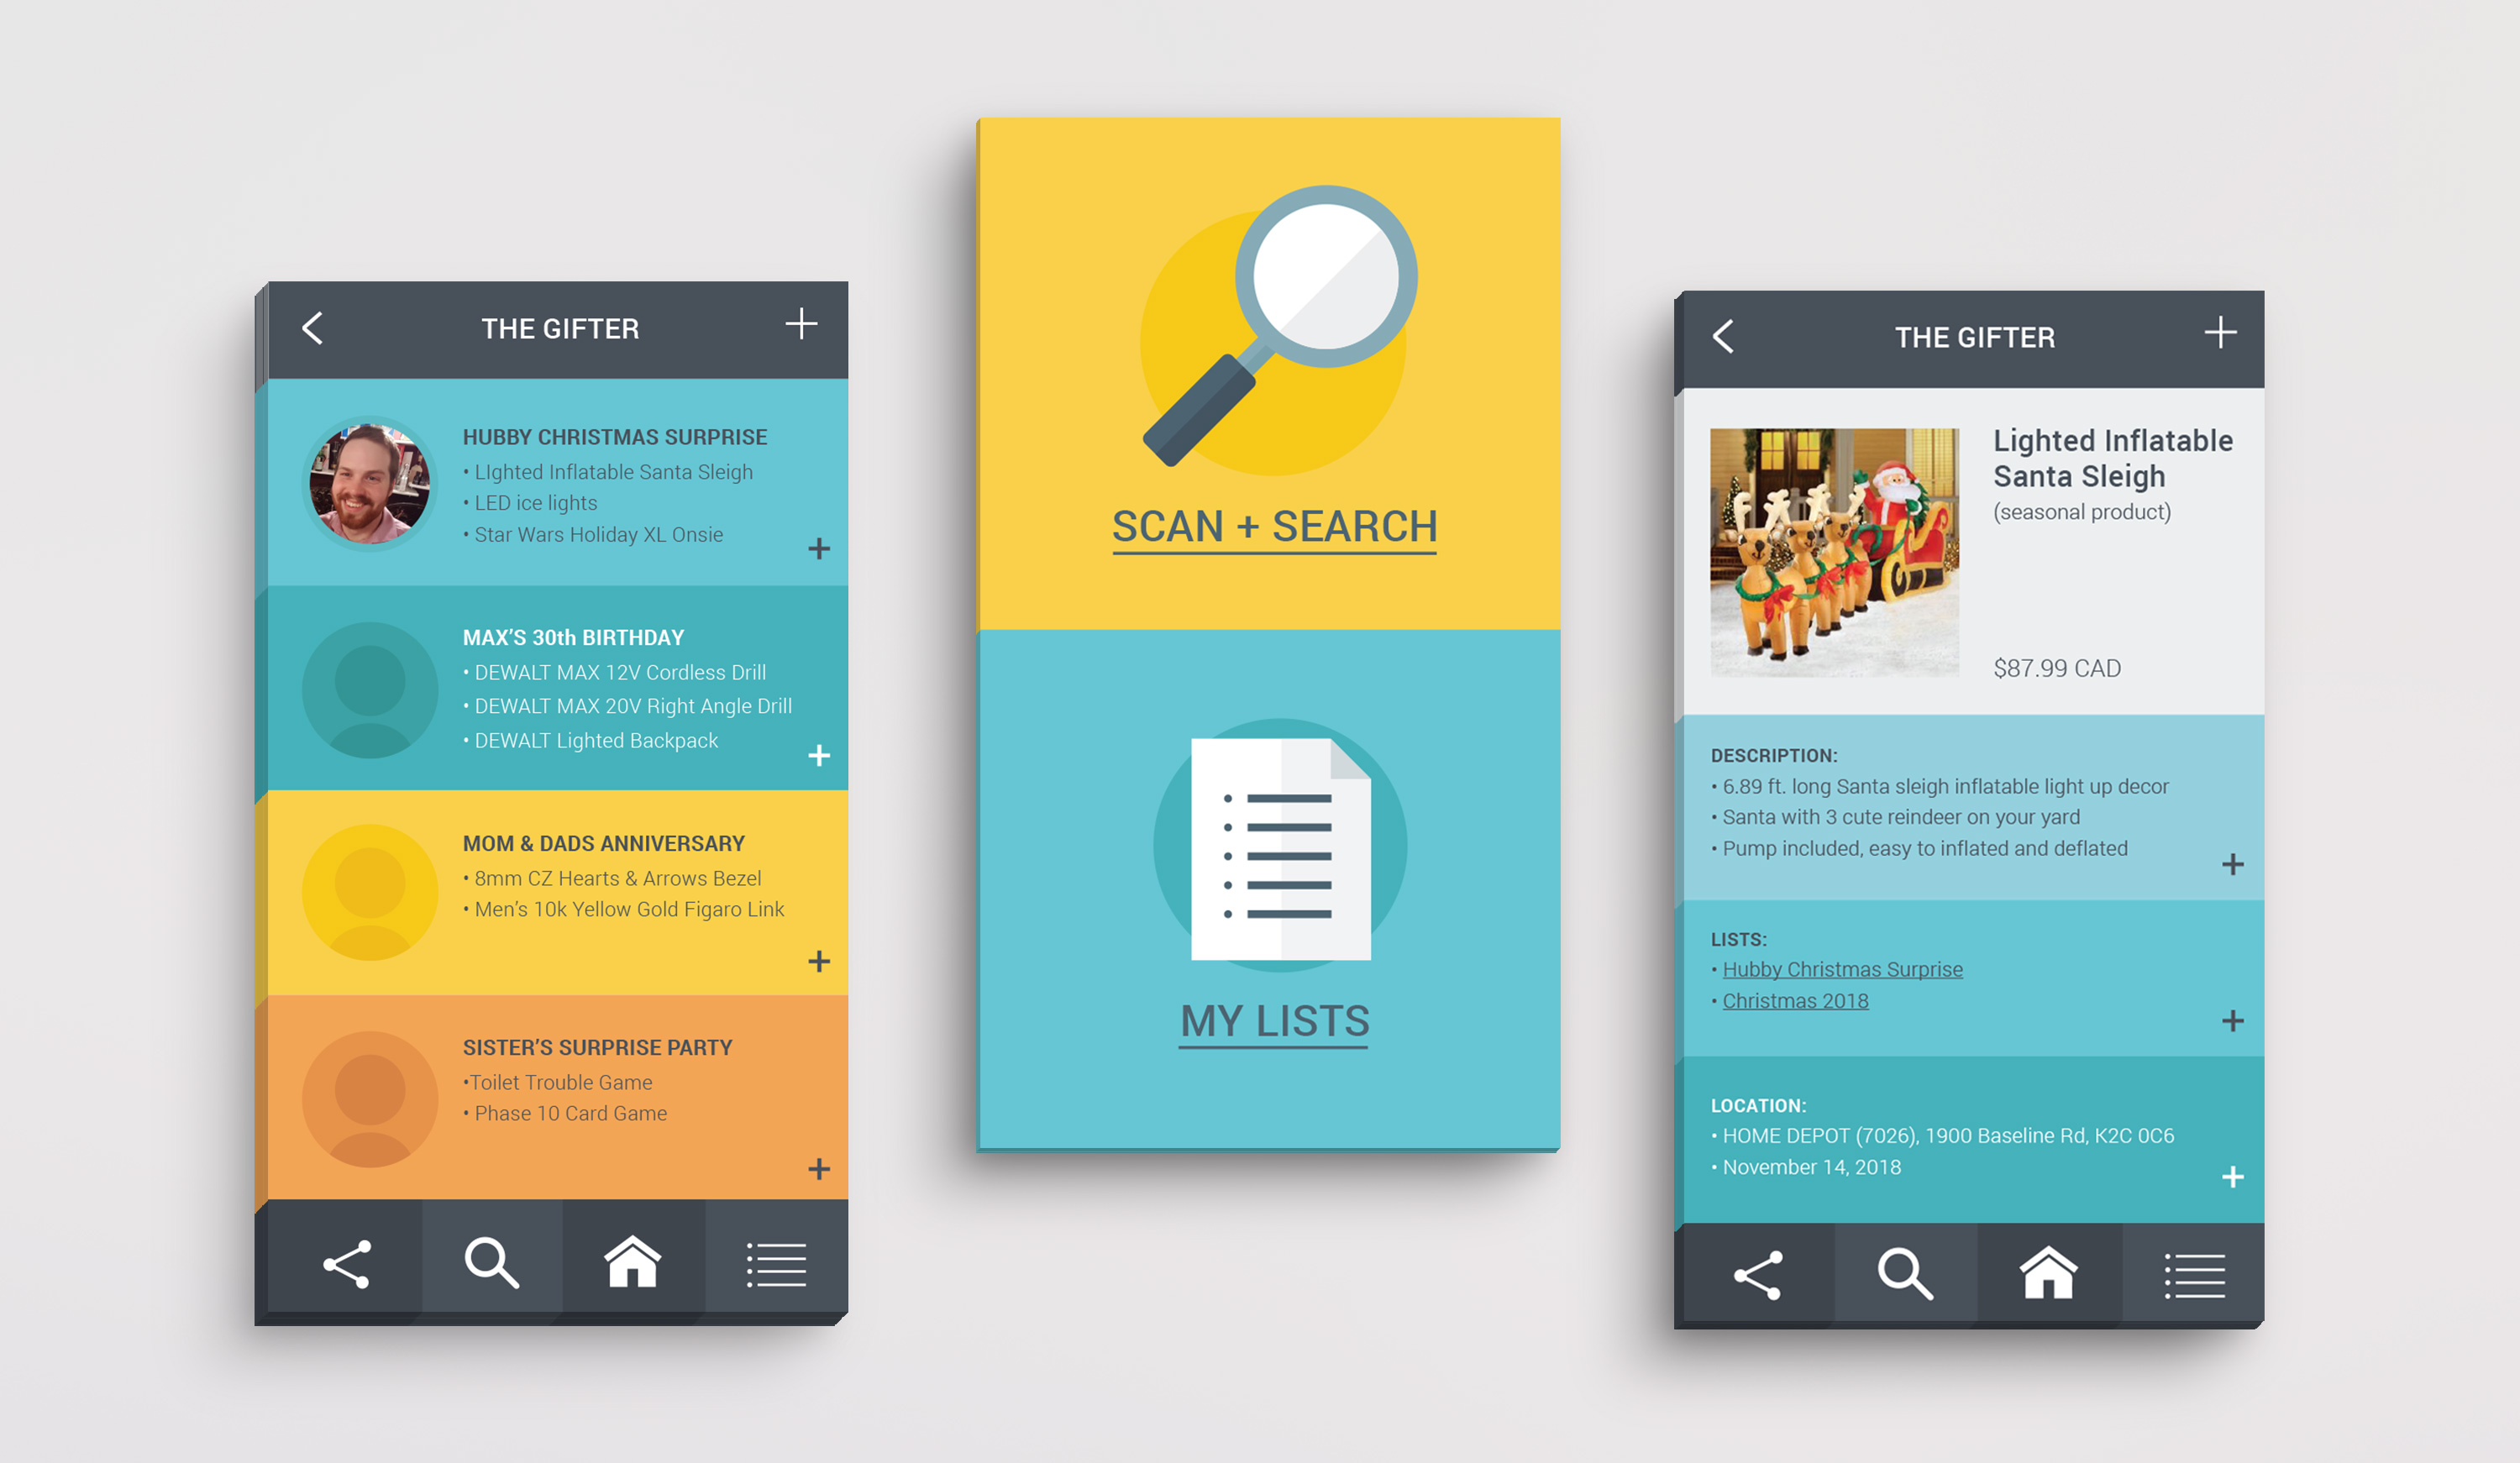 THE GIFTER
HUBBY CHRISTMAS SURPRISE
• LIghted Inflatable Santa Sleigh
• LED ice lights
• Star Wars Holiday XL Onsie
MAX'S 30th BIRTHDAY
• DEWALT MAX 12V Cordless Drill
• DEWALT MAX 20V Right Angle Drill
• DEWALT Lighted Backpack
MOM & DADS ANNIVERSARY
• 8mm CZ Hearts & Arrows Bezel
• Men's 10k Yellow Gold Figaro Link
SISTER'S SURPRISE PARTY
•Toilet Trouble Game
• Phase 10 Card Game
SCAN + SEARCH
MY LISTS
THE GIFTER
Lighted Inflatable
Santa Sleigh
(seasonal product)
$87.99 CAD
DESCRIPTION:
• 6.89 ft. long Santa sleigh inflatable light up decor
• Santa with 3 cute reindeer on your yard
• Pump included, easy to inflated and deflated
LISTS:
• Hubby Christmas Surprise
• Christmas 2018
LOCATION:
• HOME DEPOT (7026), 1900 Baseline Rd, K2C 0C6
• November 14, 2018